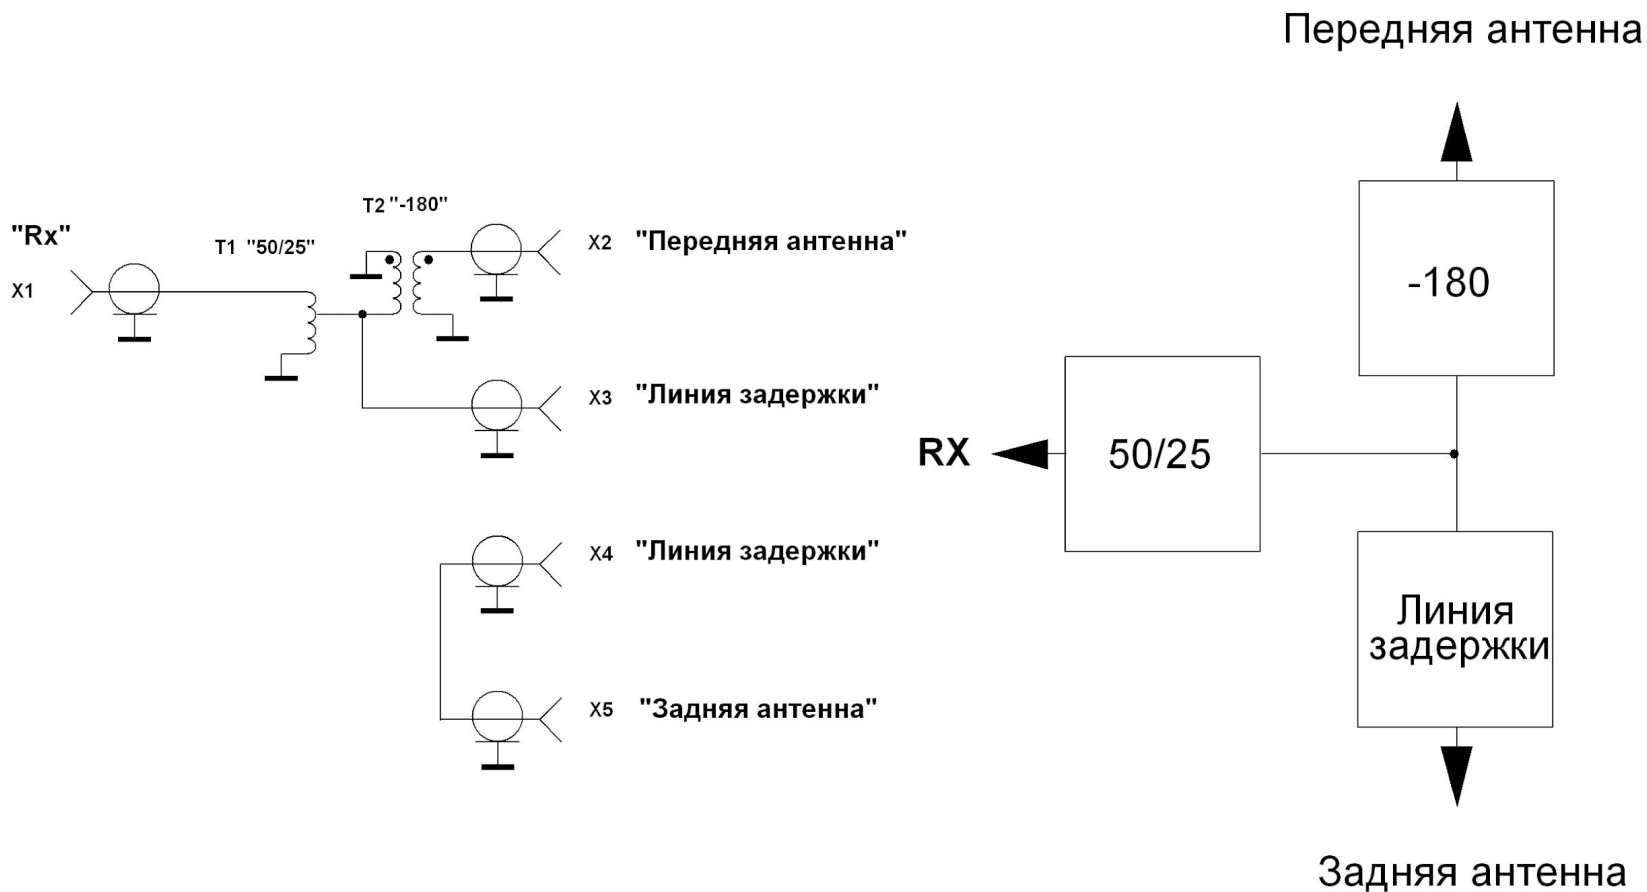 Передняя антенна
T2 "-180"
"Rx"
T1 "50/25"
X2 "Передняя антенна"
X1
-180
X3 "Линия задержки"
RX
50/25
X4 "Линия задержки"
Линия
задержки
X5 "Задняя антенна"
Задняя антенна